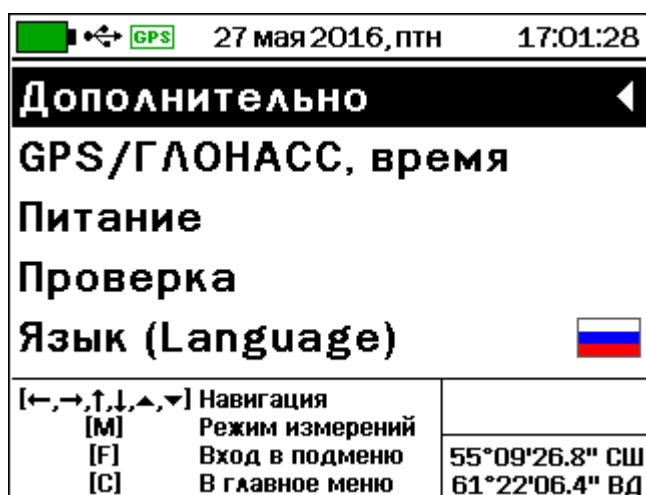 GPS 27 мая 2016, птн 17:01:28
Дополнительно
GPS/ГЛОНАСС, время
Питание
Проверка
Язык (Language)
[←,→,↑,↓,▲,▼] Навигация
[M] Режим измерений
[F] Вход в подменю
[C] В главное меню
55°09'26.8" СШ
61°22'06.4" ВД